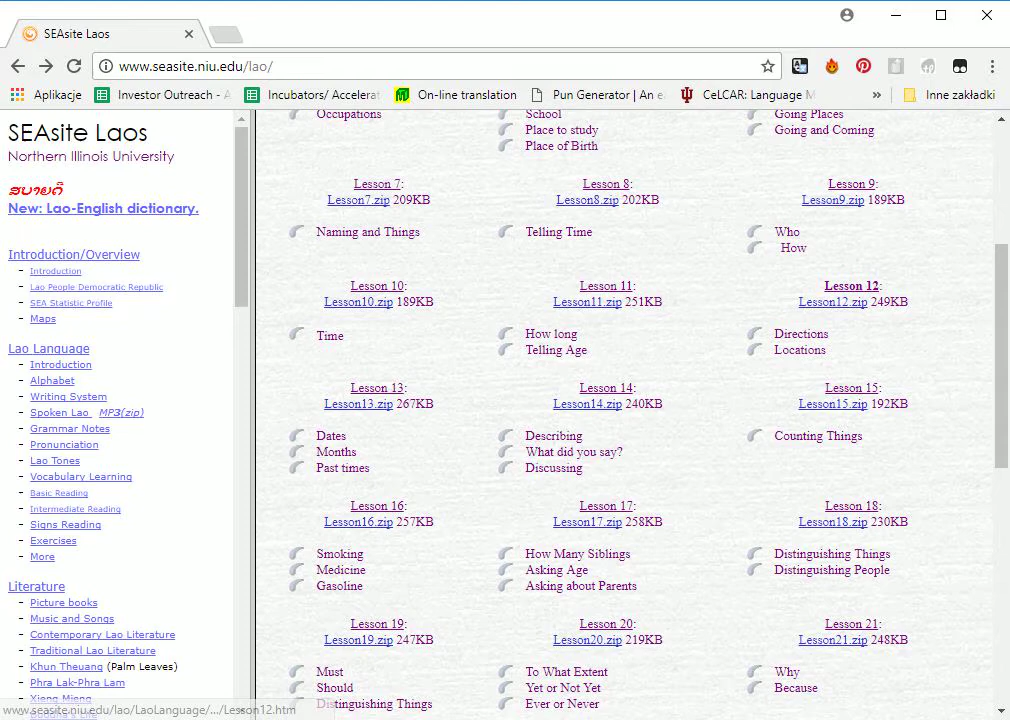 SEAsite Laos
www.seasite.niu.edu/lao/
Aplikacje
Investor Outreach - A
Incubators/ Accelerat
On-line translation
Pun Generator | An e
CeLCAR: Language M
»
Inne zakładki
SEAsite Laos
Northern Illinois University
ສບາຍດີ
New: Lao-English dictionary.
Introduction/Overview
- Introduction
- Lao People Democratic Republic
- SEA Statistic Profile
- Maps
Lao Language
- Introduction
- Alphabet
- Writing System
- Spoken Lao MP3(zip)
- Grammar Notes
- Pronunciation
- Lao Tones
- Vocabulary Learning
- Basic Reading
- Intermediate Reading
- Signs Reading
- Exercises
- More
Literature
- Picture books
- Music and Songs
- Contemporary Lao Literature
- Traditional Lao Literature
- Khun Theuang (Palm Leaves)
- Phra Lak-Phra Lam
- Xieng Mieng
- Buddha's Life
www.seasite.niu.edu/lao/LaoLanguage/.../Lesson12.htm
Occupations
School
Place to study
Place of Birth
Going Places
Going and Coming
Lesson 7:
Lesson7.zip 209KB
Naming and Things
Lesson 8:
Lesson8.zip 202KB
Telling Time
Lesson 9:
Lesson9.zip 189KB
Who
How
Lesson 10:
Lesson10.zip 189KB
Time
Lesson 11:
Lesson11.zip 251KB
How long
Telling Age
Lesson 12:
Lesson12.zip 249KB
Directions
Locations
Lesson 13:
Lesson13.zip 267KB
Dates
Months
Past times
Lesson 14:
Lesson14.zip 240KB
Describing
What did you say?
Discussing
Lesson 15:
Lesson15.zip 192KB
Counting Things
Lesson 16:
Lesson16.zip 257KB
Smoking
Medicine
Gasoline
Lesson 17:
Lesson17.zip 258KB
How Many Siblings
Asking Age
Asking about Parents
Lesson 18:
Lesson18.zip 230KB
Distinguishing Things
Distinguishing People
Lesson 19:
Lesson19.zip 247KB
Must
Should
Distinguishing Things
Lesson 20:
Lesson20.zip 219KB
To What Extent
Yet or Not Yet
Ever or Never
Lesson 21:
Lesson21.zip 248KB
Why
Because